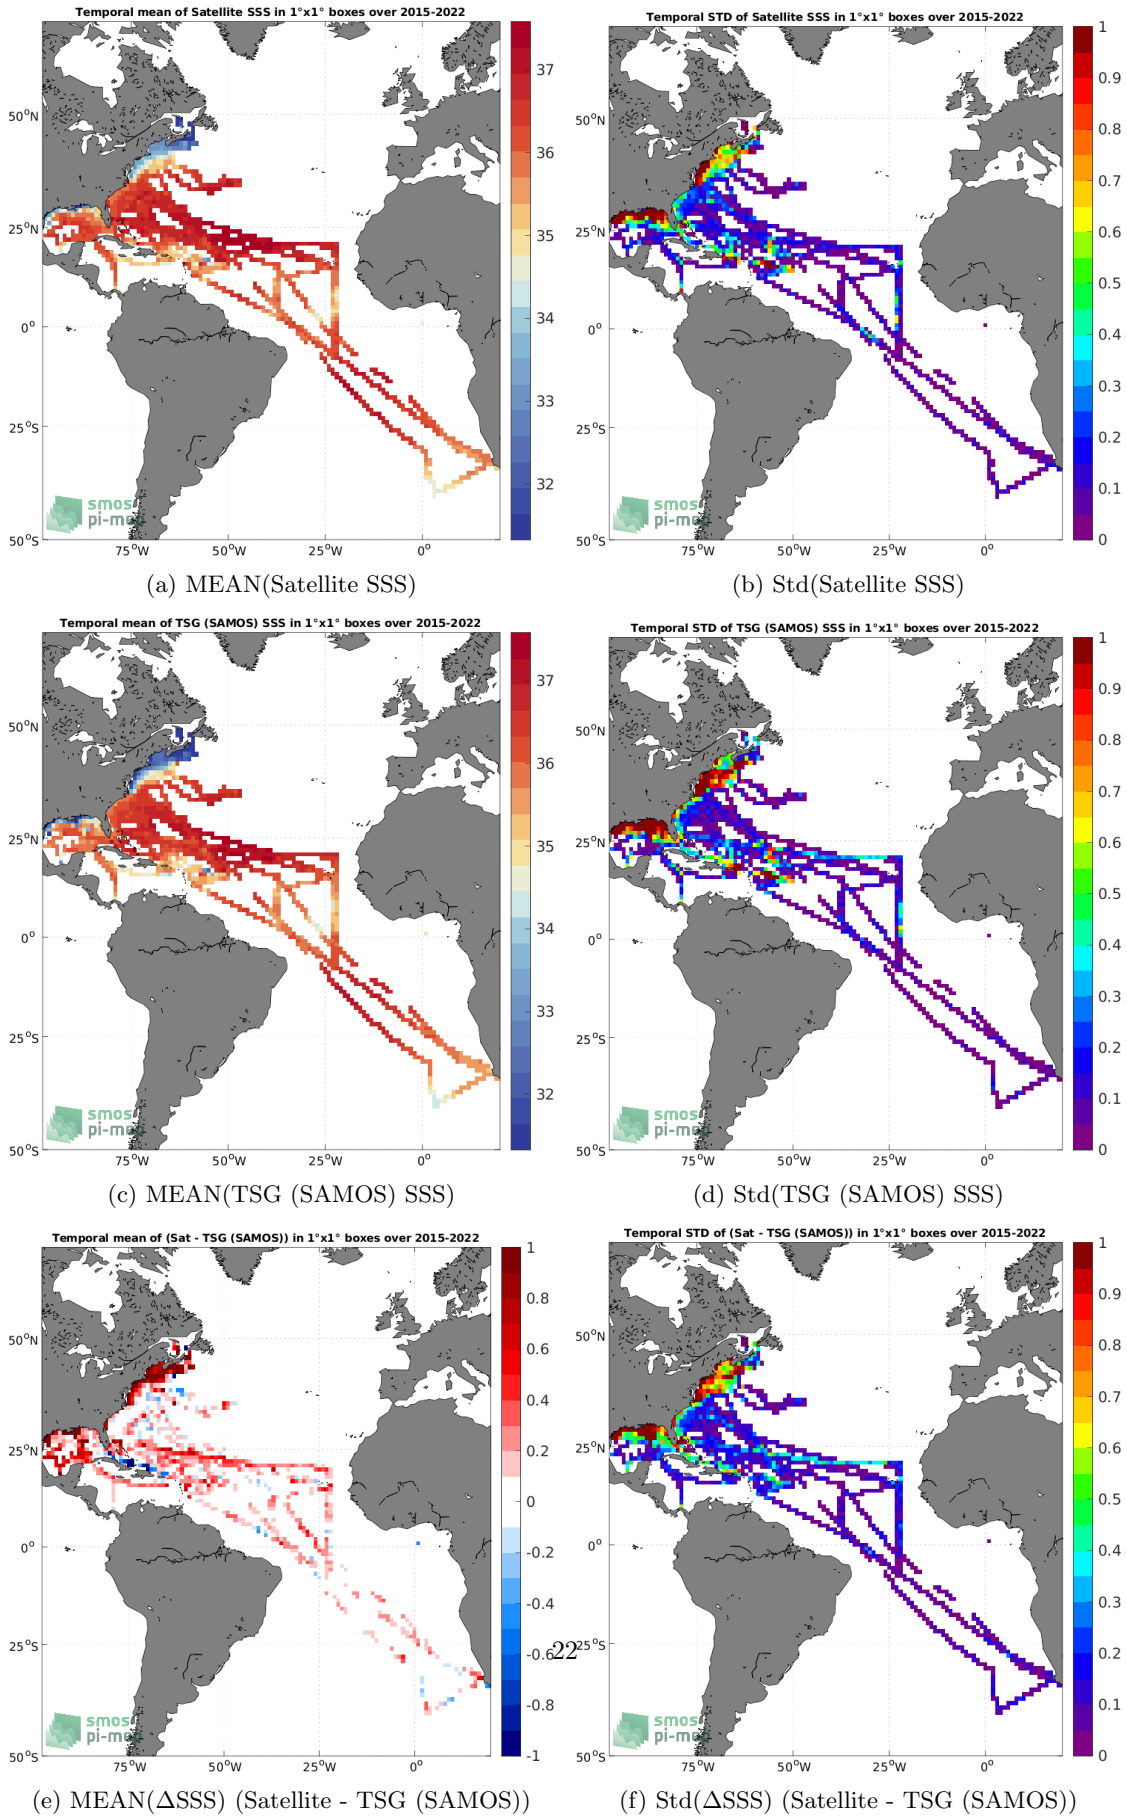 Temporal mean of Satellite SSS in 1°x1° boxes over 2015-2022
50°N
25°N
0°
25°S
50°S
75°W
50°W
25°W
0°
37
36
35
34
33
32
smos
pi-mep
(a) MEAN(Satellite SSS)
Temporal STD of Satellite SSS in 1°x1° boxes over 2015-2022
50°N
25°N
0°
25°S
50°S
75°W
50°W
25°W
0°
1
0.9
0.8
0.7
0.6
0.5
0.4
0.3
0.2
0.1
0
smos
pi-mep
(b) Std(Satellite SSS)
Temporal mean of TSG (SAMOS) SSS in 1°x1° boxes over 2015-2022
50°N
25°N
0°
25°S
50°S
75°W
50°W
25°W
0°
37
36
35
34
33
32
smos
pi-mep
(c) MEAN(TSG (SAMOS) SSS)
Temporal STD of TSG (SAMOS) SSS in 1°x1° boxes over 2015-2022
50°N
25°N
0°
25°S
50°S
75°W
50°W
25°W
0°
1
0.9
0.8
0.7
0.6
0.5
0.4
0.3
0.2
0.1
0
smos
pi-mep
(d) Std(TSG (SAMOS) SSS)
Temporal mean of (Sat - TSG (SAMOS)) in 1°x1° boxes over 2015-2022
50°N
25°N
0°
25°S
50°S
75°W
50°W
25°W
0°
1
0.8
0.6
0.4
0.2
0
-0.2
-0.4
-0.6
-0.8
-1
smos
pi-mep
(e) MEAN(ΔSSS) (Satellite - TSG (SAMOS))
Temporal STD of (Sat - TSG (SAMOS)) in 1°x1° boxes over 2015-2022
50°N
25°N
0°
25°S
50°S
75°W
50°W
25°W
0°
1
0.9
0.8
0.7
0.6
0.5
0.4
0.3
0.2
0.1
0
smos
pi-mep
(f) Std(ΔSSS) (Satellite - TSG (SAMOS))
22